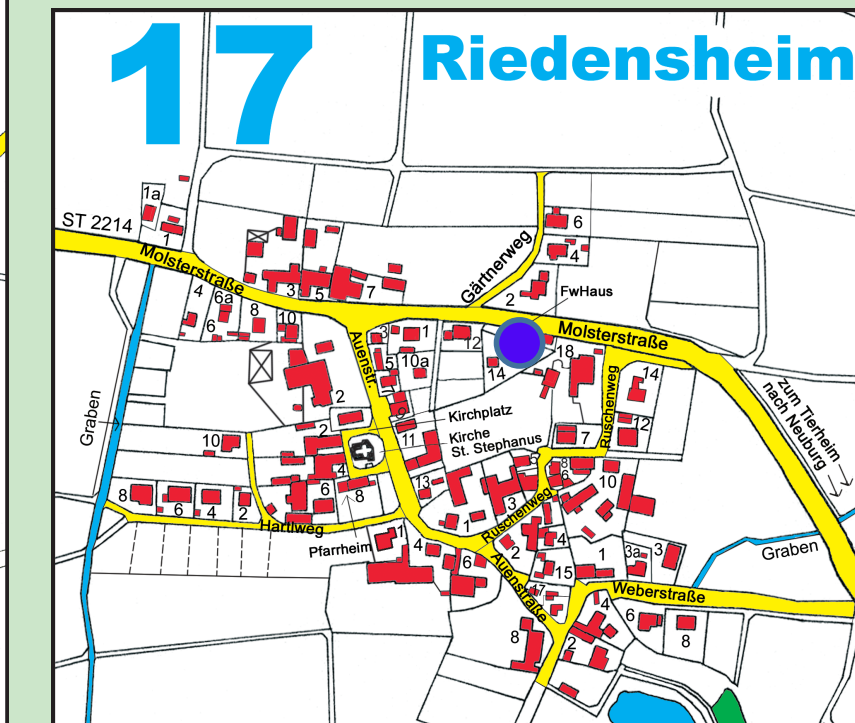 17
Riedensheim
1a
ST 2214
1
Molsterstraße
Gärtnerweg
6
4
2
FwHaus
3
5
7
4
6a
6
8
10
Molsterstraße
Auenstr.
3
1
5
10a
12
14
18
14
Ruschenweg
12
7
zum Tierheim
nach Neuburg
Graben
2
2
Kirchplatz
Kirche
St. Stephanus
11
10
4
6
8
13
8
6
4
2
Hartlweg
Pfarrheim
1
4
6
1
3
Ruschenweg
9
8
6
10
2
4
15
17
Auenstraße
1
3a
3
Graben
Weberstraße
4
6
8
8
2